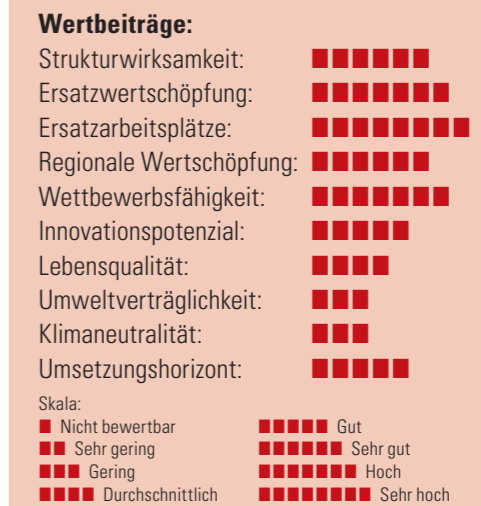 Wertbeiträge:
Strukturwirksamkeit:
Ersatzwertschöpfung:
Ersatzarbeitsplätze:
Regionale Wertschöpfung:
Wettbewerbsfähigkeit:
Innovationspotenzial:
Lebensqualität:
Umweltverträglichkeit:
Klimaneutralität:
Umsetzungshorizont:
Skala:
Nicht bewertbar
Sehr gering
Gering
Durchschnittlich
Gut
Sehr gut
Hoch
Sehr hoch